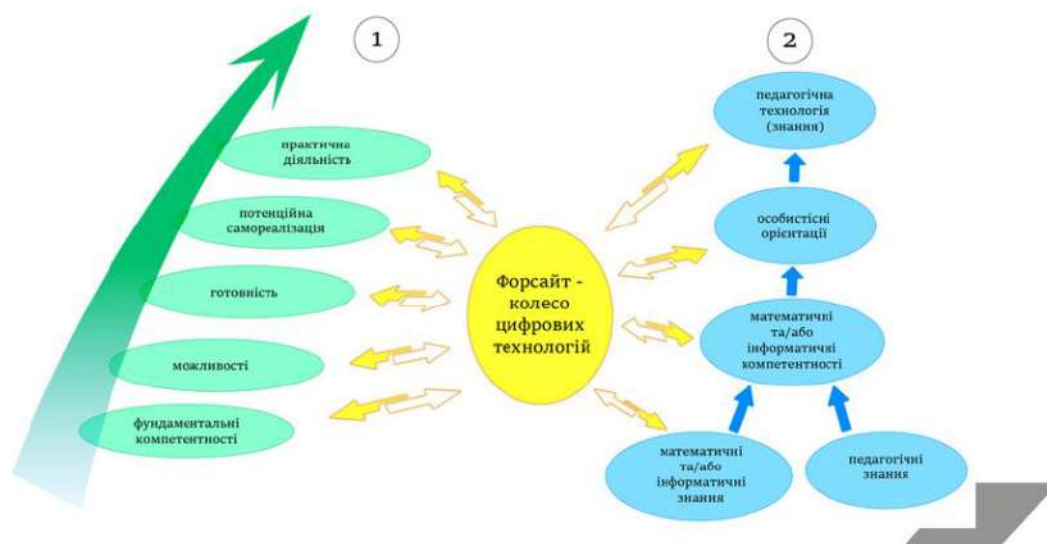 1
практична
діяльність
потенційна
самореалізація
готовність
можливості
фундаментальні
компетентності
Форсайт -
колесо
цифрових
технологій
2
педагогічна
технологія
(знання)
особистісні
орієнтації
математичні
та/або
інформатичні
компетентності
математичні
та/або
інформатичні
знання
педагогічні
знання